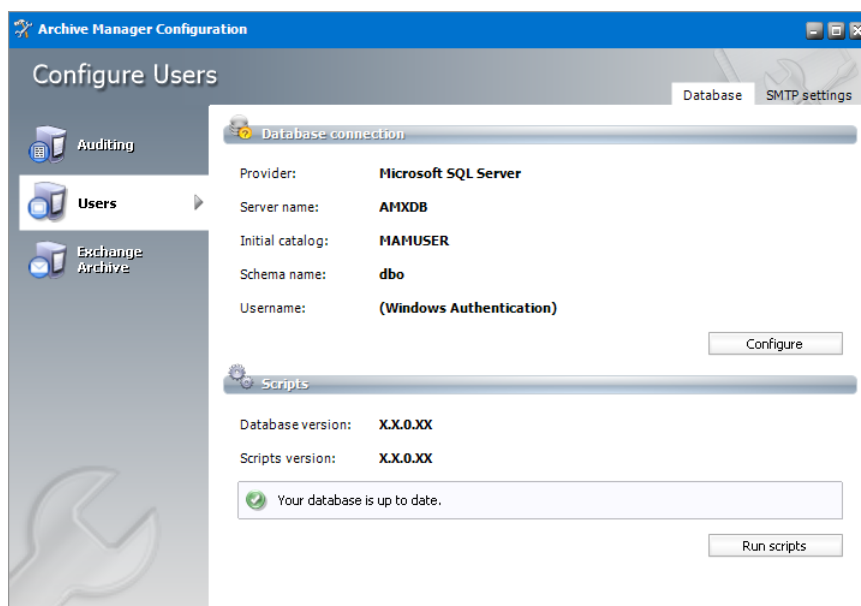 Archive Manager Configuration
Configure Users
Database
SMTP settings
Auditing
Users
Exchange
Archive
Database connection
Provider: Microsoft SQL Server
Server name: AMXDB
Initial catalog: MAMUSER
Schema name: dbo
Username: (Windows Authentication)
Configure
Scripts
Database version: X.X.0.XX
Scripts version: X.X.0.XX
Your database is up to date.
Run scripts